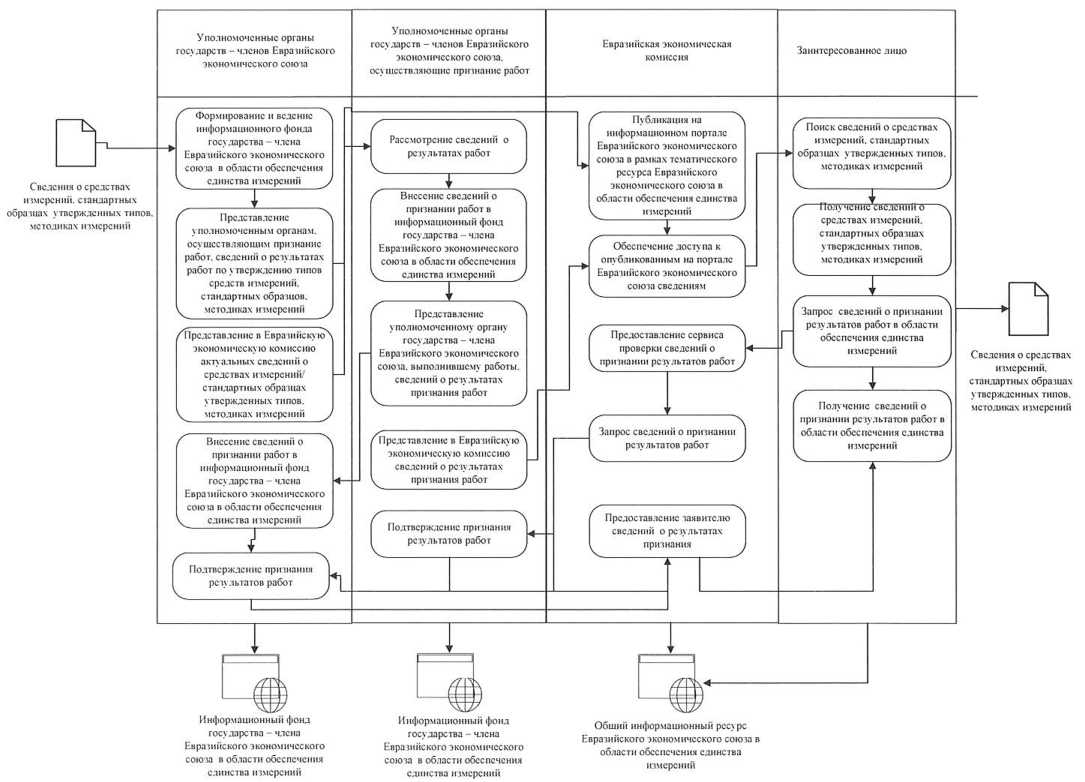 Уполномоченные органы
государств – членов Евразийского
экономического союза
Уполномоченные органы
государств – членов Евразийского
экономического союза,
осуществляющие признание работ
Евразийская экономическая
комиссия
Заинтересованное лицо
Сведения о средствах
измерений, стандартных
образцах утвержденных типов,
методиках измерений
Формирование и ведение
информационного фонда
государства – члена
Евразийского экономического
союза в области обеспечения
единства измерений
Представление
уполномоченным органам,
осуществляющим признание
работ, сведений о результатах
работ по утверждению типов
средств измерений,
стандартных образцов,
методиках измерений
Представление в Евразийскую
экономическую комиссию
актуальных сведений о
средствах измерений/
стандартных образцах
утвержденных типов,
методиках измерений
Внесение сведений о
признании работ в
информационный фонд
государства – члена
Евразийского экономического
союза в области обеспечения
единства измерений
Подтверждение признания
результатов работ
Рассмотрение сведений о
результатах работ
Внесение сведений о
признании работ в
информационный фонд
государства – члена
Евразийского экономического
союза в области обеспечения
единства измерений
Представление
уполномоченному органу
государства – члена
Евразийского экономического
союза, выполнившему работы,
сведений о результатах
признания работ
Представление в Евразийскую
экономическую комиссию
сведений о результатах
признания работ
Подтверждение признания
результатов работ
Публикация на
информационном портале
Евразийского экономического
союза в рамках тематического
ресурса Евразийского
экономического союза в
области обеспечения единства
измерений
Обеспечение доступа к
опубликованным на портале
Евразийского экономического
союза сведениям
Предоставление сервиса
проверки сведений о
признании результатов работ
Запрос сведений о признании
результатов работ
Предоставление заявителю
сведений о результатах
признания
Поиск сведений о средствах
измерений, стандартных
образцах утвержденных типов,
методиках измерений
Получение сведений о
средствах измерений,
стандартных образцах
утвержденных типов,
методиках измерений
Запрос сведений о признании
результатов работ в области
обеспечения единства
измерений
Получение сведений о
признании результатов работ в
области обеспечения единства
измерений
Сведения о средствах
измерений,
стандартных образцах
утвержденных типов,
методиках измерений
Информационный фонд
государства – члена
Евразийского экономического
союза в области обеспечения
единства измерений
Информационный фонд
государства – члена
Евразийского экономического
союза в области обеспечения
единства измерений
Общий информационный ресурс
Евразийского экономического союза в
области обеспечения единства
измерений